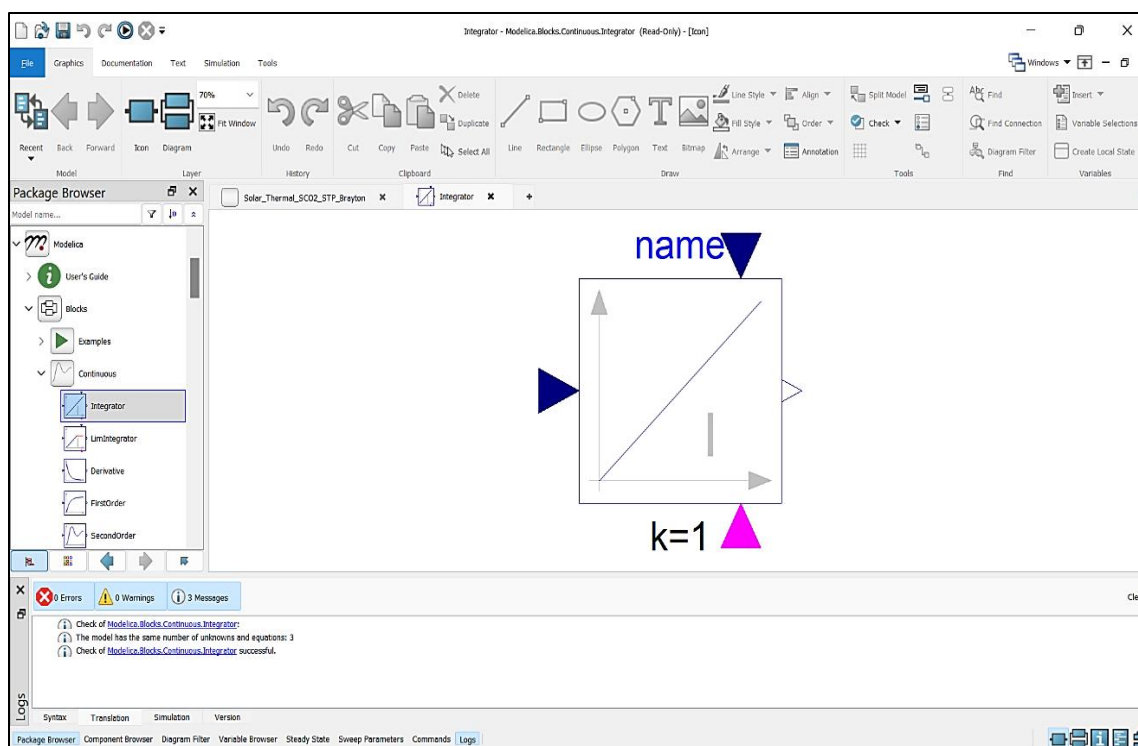 Integrator - Modelica.Blocks.Continuous.Integrator (Read-Only) - [Icon]
File Graphics Documentation Text Simulation Tools
Windows
70%
Fit Window
Recent Back Forward Icon Diagram
Undo Redo
Cut Copy Paste
Delete
Duplicate
Select All
Line Rectangle Ellipse Polygon Text Bitmap
Line Style Align
Fill Style Order
Arrange Annotation
Split Model
Check
Abc Find
Find Connection
Diagram Filter
Insert
Variable Selections
Create Local State
Model Layer History Clipboard Draw Tools Find Variables
Package Browser
Model name...
Solar_Thermal_SCO2_STP_Brayton Integrator
Modelica
User's Guide
Blocks
Examples
Continuous
Integrator
LimIntegrator
Derivative
FirstOrder
SecondOrder
name
I
k=1
0 Errors 0 Warnings 3 Messages
Cle
Check of Modelica.Blocks.Continuous.Integrator:
The model has the same number of unknowns and equations: 3
Check of Modelica.Blocks.Continuous.Integrator successful.
Logs
Syntax Translation Simulation Version
Package Browser Component Browser Diagram Filter Variable Browser Steady State Sweep Parameters Commands Logs